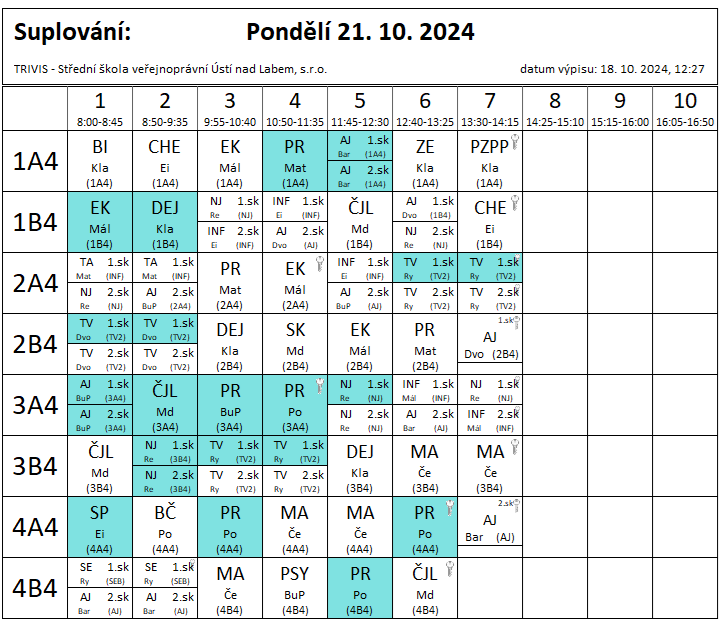 Suplování: Pondělí 21. 10. 2024
TRIVIS - Střední škola veřejnoprávní Ústí nad Labem, s.r.o. datum výpisu: 18. 10. 2024, 12:27
1 2 3 4 5 6 7 8 9 10
8:00-8:45 8:50-9:35 9:55-10:40 10:50-11:35 11:45-12:30 12:40-13:25 13:30-14:15 14:25-15:10 15:15-16:00 16:05-16:50
1A4
BI CHE EK PR AJ 1.sk ZE PZPP
Bar (1A4)
Kla Ei Mál Mat AJ 2.sk Kla Kla
(1A4) (1A4) (1A4) (1A4) Bar (1A4) (1A4) (1A4)
1B4
EK DEJ NJ 1.sk INF 1.sk ČJL AJ 1.sk CHE
Re (NJ) Ei (INF) Dvo (1B4)
Mál Kla INF 2.sk AJ 2.sk Md NJ 2.sk Ei
(1B4) (1B4) Ei (INF) Dvo (AJ) (1B4) Re (NJ) (1B4)
2A4
TA 1.sk TA 1.sk PR EK INF 1.sk TV 1.sk TV 1.sk
Mat (INF) Mat (INF) Ei (INF) Ry (TV2) Ry (TV2)
NJ 2.sk AJ 2.sk Mat Mál AJ 2.sk TV 2.sk TV 2.sk
Re (NJ) BuP (2A4) (2A4) (2A4) BuP (AJ) Ry (TV2) Ry (TV2)
2B4
TV 1.sk TV 1.sk DEJ SK EK PR 1.sk
Dvo (TV2) Dvo (TV2) AJ
TV 2.sk TV 2.sk Kla Md Mál Mat Dvo (2B4)
Dvo (TV2) Dvo (TV2) (2B4) (2B4) (2B4) (2B4)
3A4
AJ 1.sk ČJL PR PR NJ 1.sk INF 1.sk NJ 1.sk
BuP (3A4) Re (NJ) Mál (INF) Re (NJ)
AJ 2.sk Md BuP Po NJ 2.sk AJ 2.sk INF 2.sk
BuP (3A4) (3A4) (3A4) (3A4) Re (NJ) Bar (AJ) Mál (INF)
3B4
ČJL NJ 1.sk TV 1.sk TV 1.sk DEJ MA MA
Re (3B4) Ry (TV2) Ry (TV2)
Md NJ 2.sk TV 2.sk TV 2.sk Kla Če Če
(3B4) Re (3B4) Ry (TV2) Ry (TV2) (3B4) (3B4) (3B4)
4A4
SP BČ PR MA MA PR 2.sk
AJ
Ei Po Po Če Če Po Bar (AJ)
(4A4) (4A4) (4A4) (4A4) (4A4) (4A4)
4B4
SE 1.sk SE 1.sk MA PSY PR ČJL
Ry (SEB) Ry (SEB)
AJ 2.sk AJ 2.sk Če BuP Po Md
Bar (AJ) Bar (AJ) (4B4) (4B4) (4B4) (4B4)